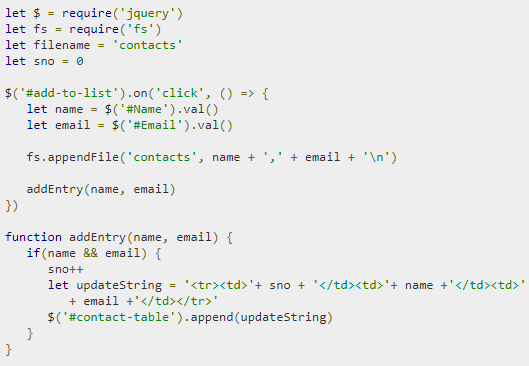 let $ = require('jquery')
let fs = require('fs')
let filename = 'contacts'
let sno = 0

$('#add-to-list').on('click', () => {
    let name = $('#Name').val()
    let email = $('#Email').val()

    fs.appendFile('contacts', name + ',' + email + '\n')

    addEntry(name, email)
})

function addEntry(name, email) {
    if(name && email) {
       sno++
       let updateString = '<tr><td>'+ sno + '</td><td>'+ name +'</td><td>'
          + email +'</td></tr>'
       $('#contact-table').append(updateString)
    }
}